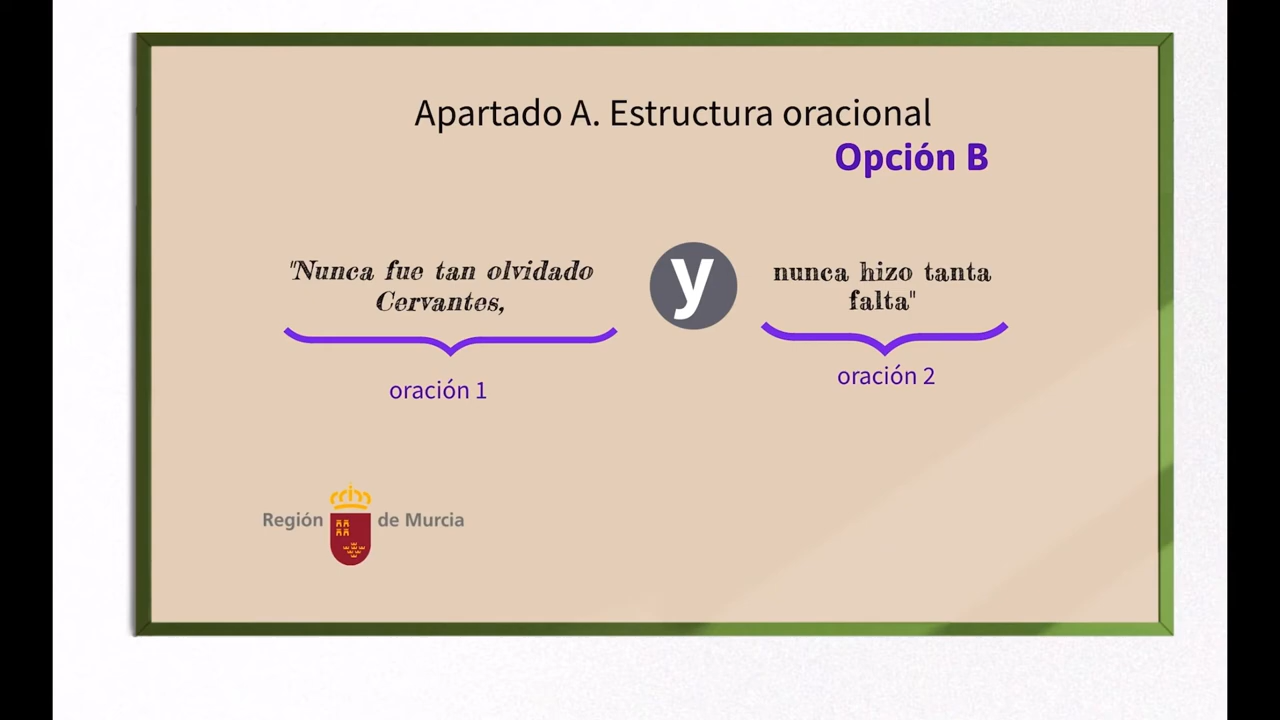 Apartado A. Estructura oracional
Opción B
"Nunca fue tan olvidado
Cervantes,
y
nunca hizo tanta
falta"
oración 1
oración 2
Región de Murcia